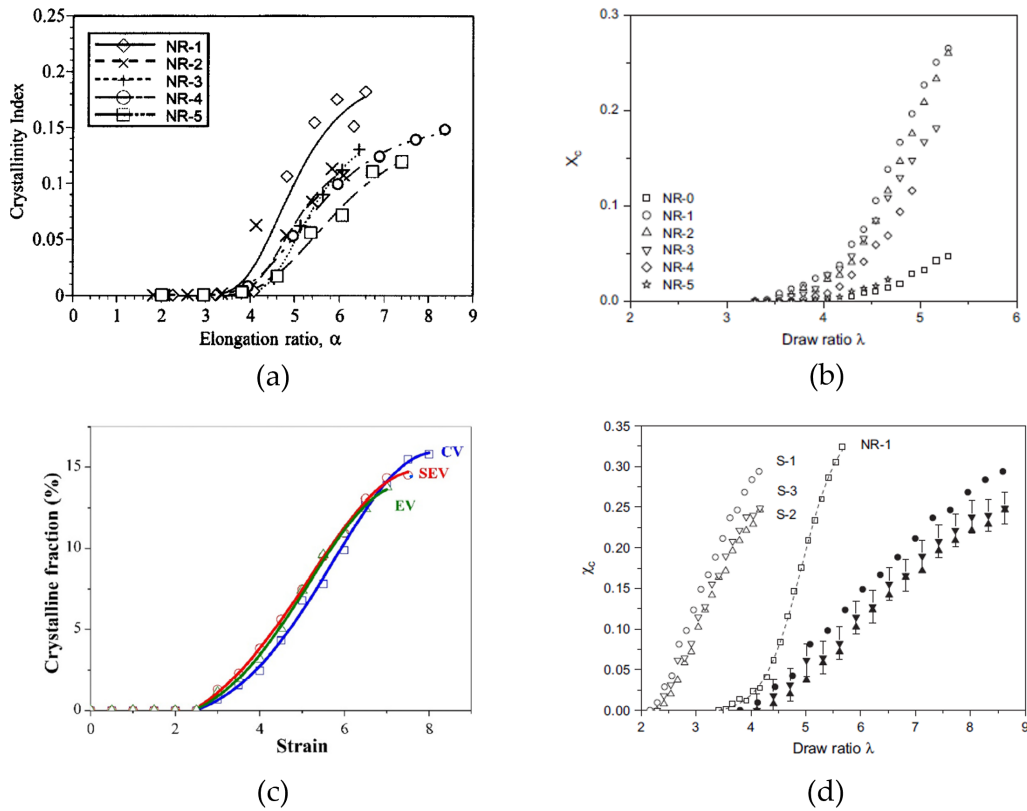 0.25
0.2
0.15
0.1
0.05
0
0 1 2 3 4 5 6 7 8 9
Crystallinity Index
Elongation ratio, α
NR-1
NR-2
NR-3
NR-4
NR-5
(a)
0.3
0.2
0.1
0.0
2 3 4 5 6
Xc
Draw ratio λ
NR-0
NR-1
NR-2
NR-3
NR-4
NR-5
(b)
15
10
5
0
0 2 4 6 8
Crystalline fraction (%)
Strain
CV
SEV
EV
(c)
0.35
0.30
0.25
0.20
0.15
0.10
0.05
0.00
2 3 4 5 6 7 8 9
χc
Draw ratio λ
S-1
S-3
S-2
NR-1
(d)